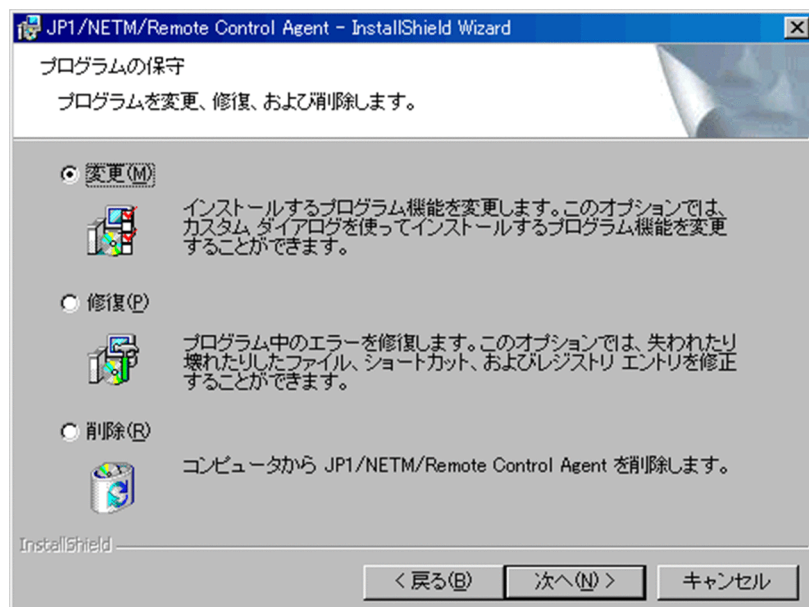 JP1/NETM/Remote Control Agent - InstallShield Wizard
プログラムの保守
プログラムを変更、修復、および削除します。
変更(M)
インストールするプログラム機能を変更します。このオプションでは、
カスタム ダイアログを使ってインストールするプログラム機能を変更
することができます。
修復(P)
プログラム中のエラーを修復します。このオプションでは、失われたり
壊れたりしたファイル、ショートカット、およびレジストリ エントリを修正
することができます。
削除(R)
コンピュータから JP1/NETM/Remote Control Agent を削除します。
InstallShield
< 戻る(B) 次へ(N) > キャンセル